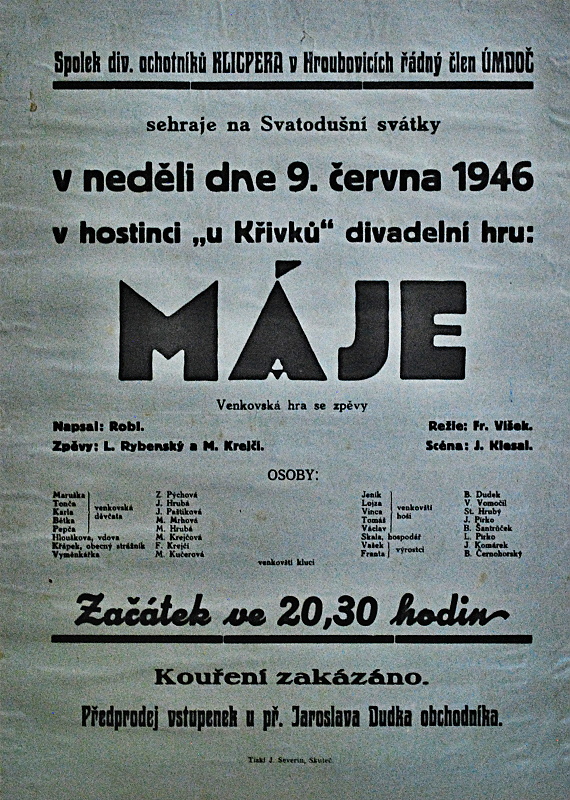 Spolek div. ochotníků KLICPERA v Hroubovicích řádný člen ÚMDOČ
sehraje na Svatodušní svátky
v neděli dne 9. června 1946
v hostinci „u Křivků“ divadelní hru:
MÁJE
Venkovská hra se zpěvy
Napsal: Robl.
Režie: Fr. Víšek.
Zpěvy: L. Rybenský a M. Krejčí.
Scéna: J. Klesal.
OSOBY:
Maruška Z. Pýchová
Tonča J. Hrubá
Karla J. Paštiková
Bětka M. Mrhová
Pepča M. Hrubá
venkovská děvčata
Hloušková, vdova M. Krejčová
Křápek, obecný strážník F. Krejčí
Výměnkářka M. Kučerová
Jeník B. Dudek
Lojza V. Vomočil
Vinca St. Hrubý
Tomáš J. Pirko
Václav B. Šantrůček
venkovští hoši
Skala, hospodář L. Pirko
Vašek J. Komárek
Franta B. Černohorský
výrostci
venkovští kluci
Začátek ve 20,30 hodin
Kouření zakázáno.
Předprodej vstupenek u př. Jaroslava Dudka obchodníka.
Tiskl J. Severin, Skuteč.